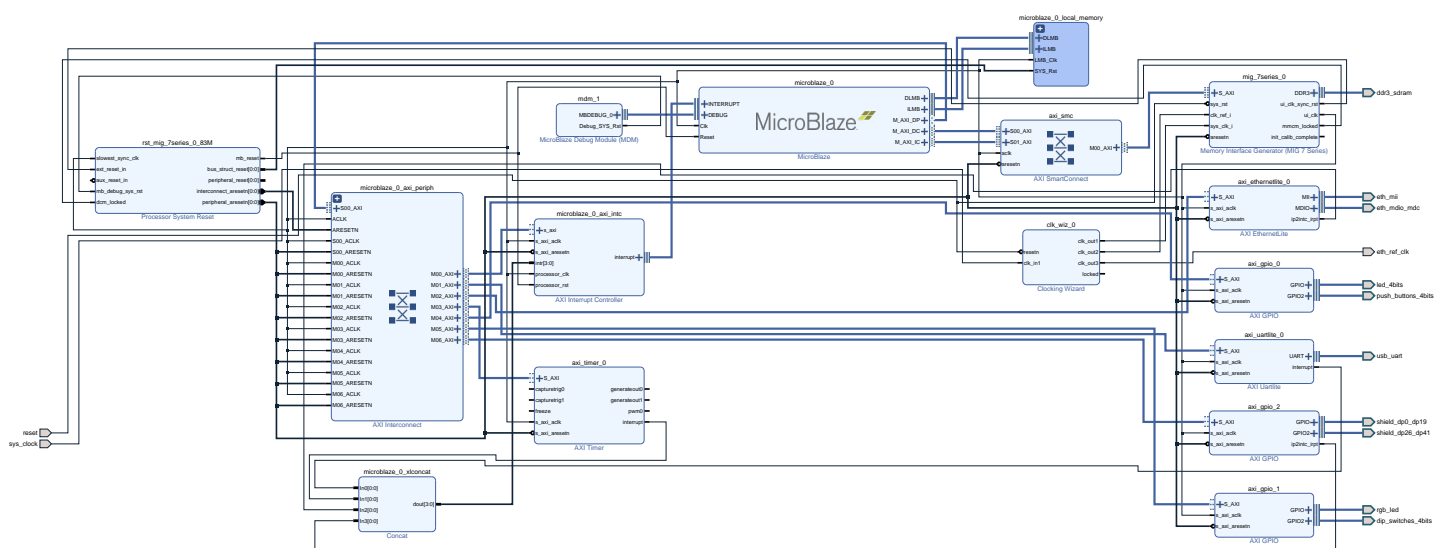 microblaze_0_local_memory
DLMB
ILMB
LMB_Clk
SYS_Rst
microblaze_0
INTERRUPT
DEBUG
Clk
Reset
DLMB
ILMB
M_AXI_DP
M_AXI_DC
M_AXI_IC
MicroBlaze
MicroBlaze
mdm_1
MBDEBUG_0
Debug_SYS_Rst
MicroBlaze Debug Module (MDM)
axi_smc
S00_AXI
S01_AXI
aclk
aresetn
M00_AXI
AXI SmartConnect
mig_7series_0
S_AXI
sys_rst
clk_ref_i
sys_clk_i
aresetn
DDR3
ui_clk_sync_rst
ui_clk
mmcm_locked
init_calib_complete
Memory Interface Generator (MIG 7 Series)
ddr3_sdram
rst_mig_7series_0_83M
slowest_sync_clk
ext_reset_in
aux_reset_in
mb_debug_sys_rst
dcm_locked
mb_reset
bus_struct_reset[0:0]
peripheral_reset[0:0]
interconnect_aresetn[0:0]
peripheral_aresetn[0:0]
Processor System Reset
microblaze_0_axi_periph
S00_AXI
ACLK
ARESETN
S00_ACLK
S00_ARESETN
M00_ACLK
M00_ARESETN
M01_ACLK
M01_ARESETN
M02_ACLK
M02_ARESETN
M03_ACLK
M03_ARESETN
M04_ACLK
M04_ARESETN
M05_ACLK
M05_ARESETN
M06_ACLK
M06_ARESETN
M00_AXI
M01_AXI
M02_AXI
M03_AXI
M04_AXI
M05_AXI
M06_AXI
AXI Interconnect
microblaze_0_axi_intc
s_axi
s_axi_aclk
s_axi_aresetn
intr[3:0]
processor_clk
processor_rst
interrupt
AXI Interrupt Controller
clk_wiz_0
resetn
clk_in1
clk_out1
clk_out2
clk_out3
locked
Clocking Wizard
axi_ethernetlite_0
S_AXI
s_axi_aclk
s_axi_aresetn
MII
MDIO
ip2intc_irpt
AXI EthernetLite
eth_mii
eth_mdio_mdc
eth_ref_clk
axi_gpio_0
S_AXI
s_axi_aclk
s_axi_aresetn
GPIO
GPIO2
AXI GPIO
led_4bits
push_buttons_4bits
axi_uartlite_0
S_AXI
s_axi_aclk
s_axi_aresetn
UART
interrupt
AXI Uartlite
usb_uart
axi_timer_0
S_AXI
capturetrig0
capturetrig1
freeze
s_axi_aclk
s_axi_aresetn
generateout0
generateout1
pwm0
interrupt
AXI Timer
reset
sys_clock
axi_gpio_2
S_AXI
s_axi_aclk
s_axi_aresetn
GPIO
GPIO2
ip2intc_irpt
AXI GPIO
shield_dp0_dp19
shield_dp26_dp41
microblaze_0_xlconcat
In0[0:0]
In1[0:0]
In2[0:0]
In3[0:0]
dout[3:0]
Concat
axi_gpio_1
S_AXI
s_axi_aclk
s_axi_aresetn
GPIO
GPIO2
AXI GPIO
rgb_led
dip_switches_4bits